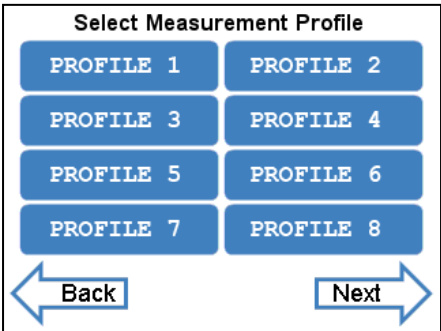 Select Measurement Profile
PROFILE 1 PROFILE 2
PROFILE 3 PROFILE 4
PROFILE 5 PROFILE 6
PROFILE 7 PROFILE 8
Back Next